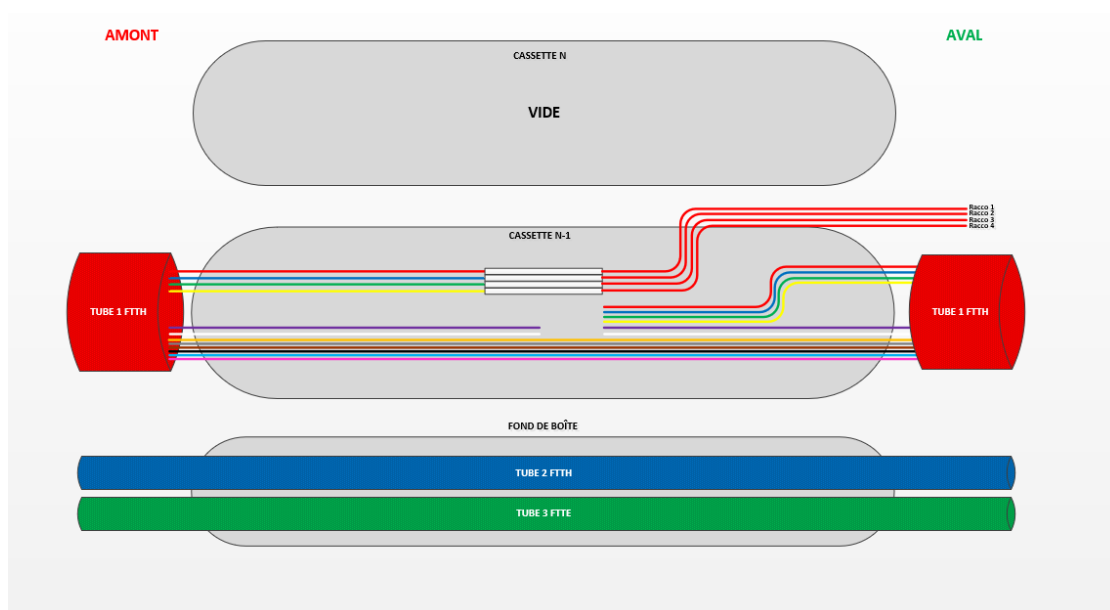 AMONT
AVAL
CASSETTE N
VIDE
Racco 1
Racco 2
Racco 3
Racco 4
CASSETTE N-1
TUBE 1 FTTH
TUBE 1 FTTH
FOND DE BOÎTE
TUBE 2 FTTH
TUBE 3 FTTE